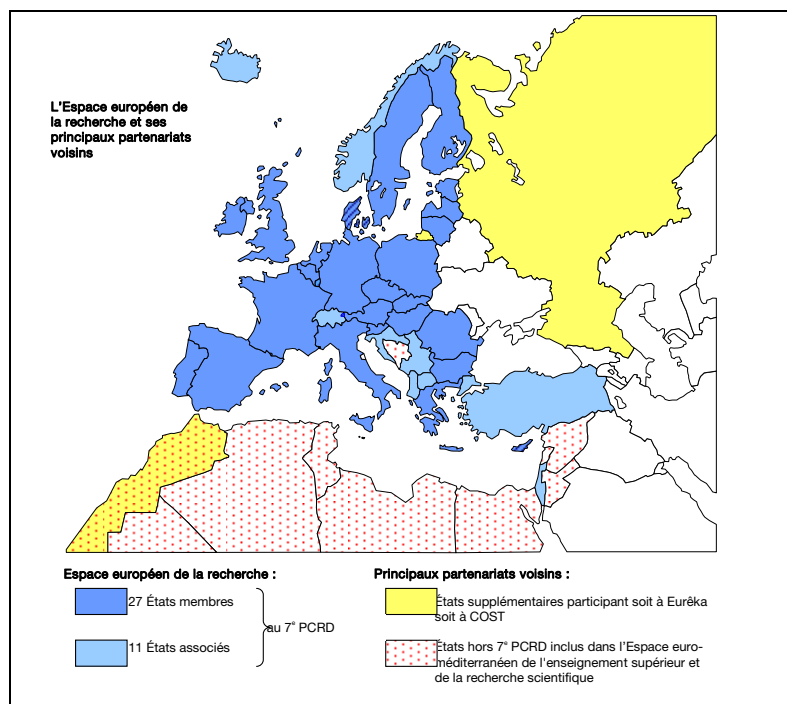 L'Espace européen de
la recherche et ses
principaux partenariats
voisins
Espace européen de la recherche :
27 États membres
11 États associés
au 7e PCRD
Principaux partenariats voisins :
États supplémentaires participant soit à Eurêka
soit à COST
États hors 7e PCRD inclus dans l'Espace euro-
méditerranéen de l'enseignement supérieur et
de la recherche scientifique